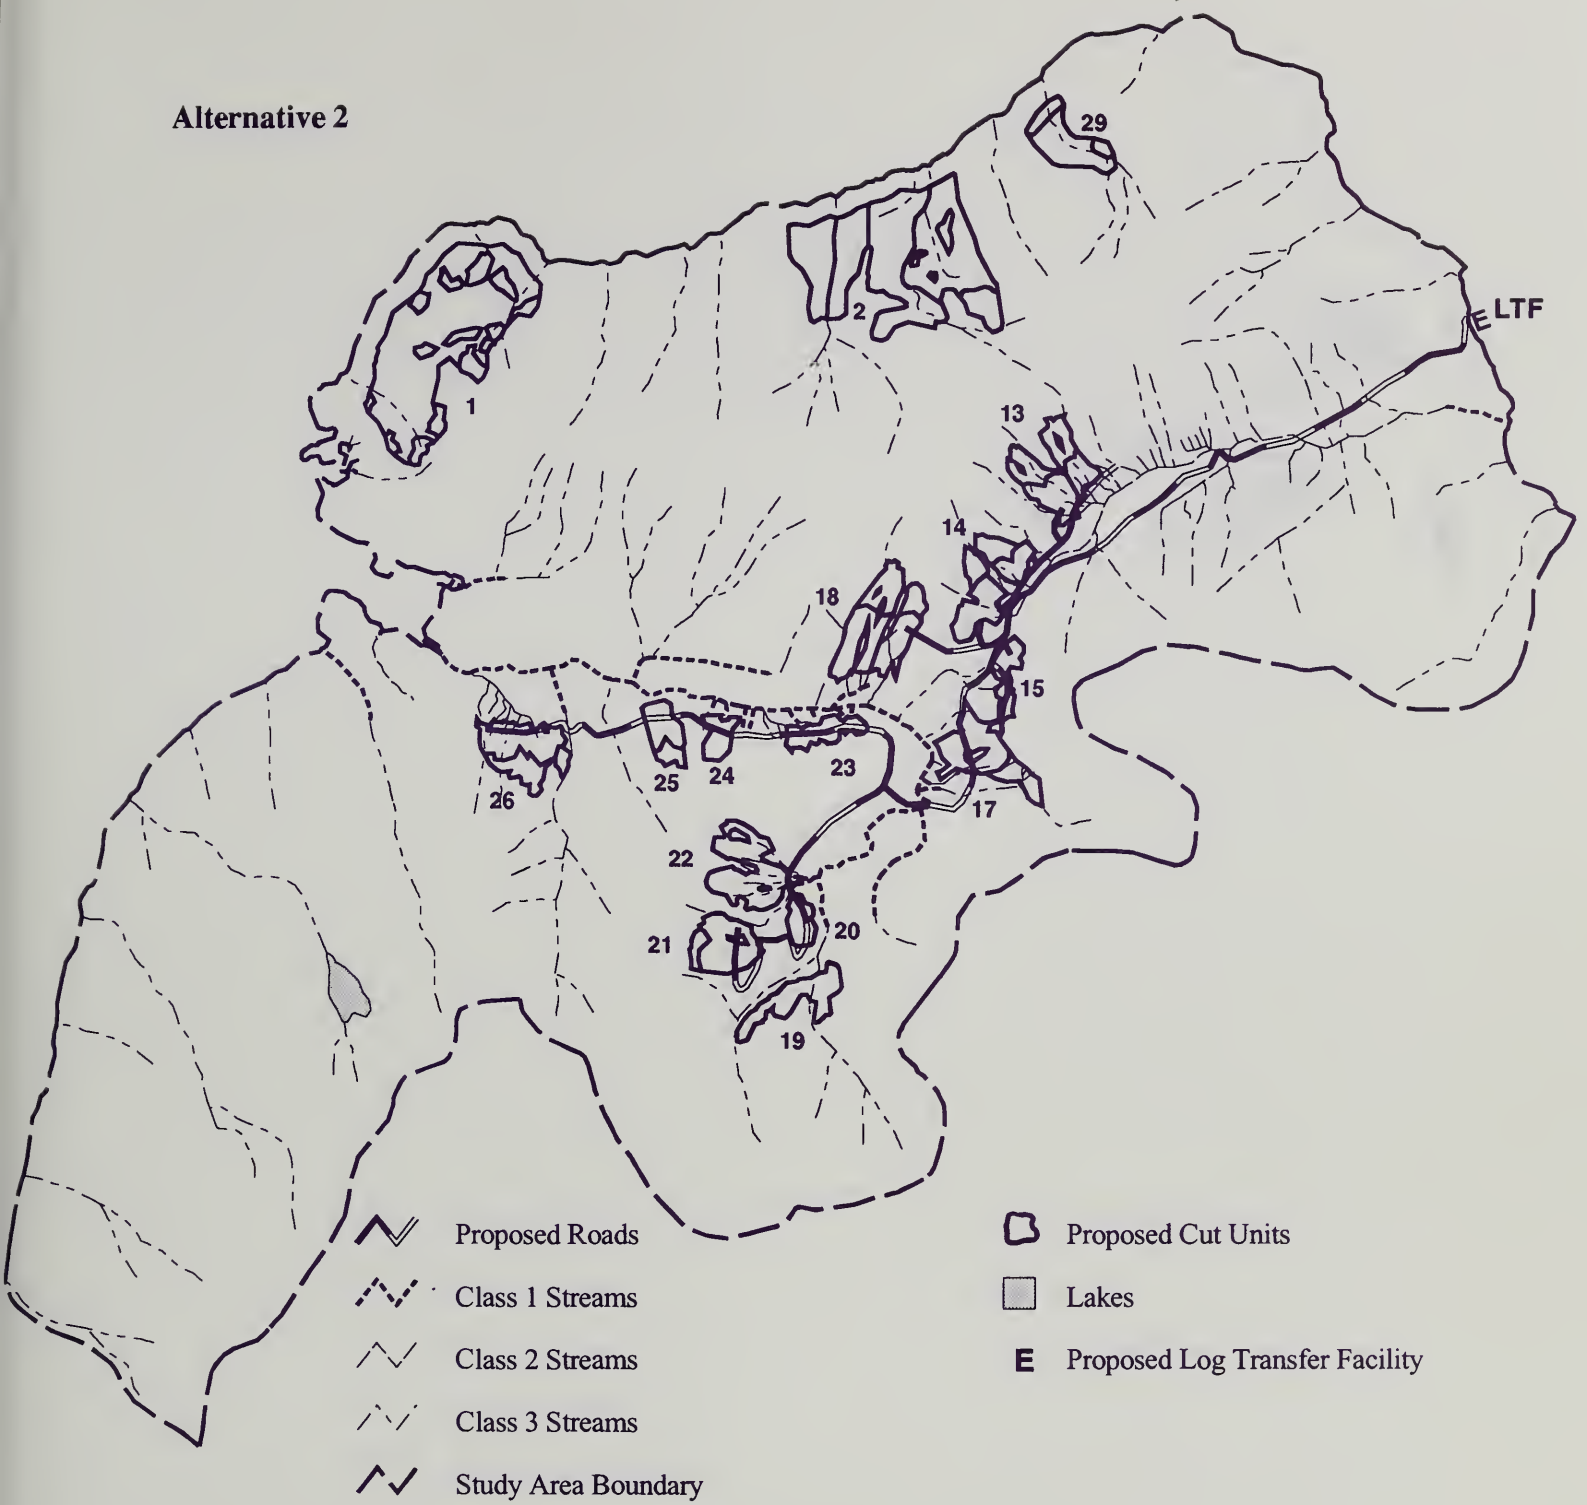 Alternative 2
29
E LTF
2
1
13
14
18
15
25
24
23
26
17
22
20
21
19
Proposed Roads
Class 1 Streams
Class 2 Streams
Class 3 Streams
Study Area Boundary
Proposed Cut Units
Lakes
E Proposed Log Transfer Facility